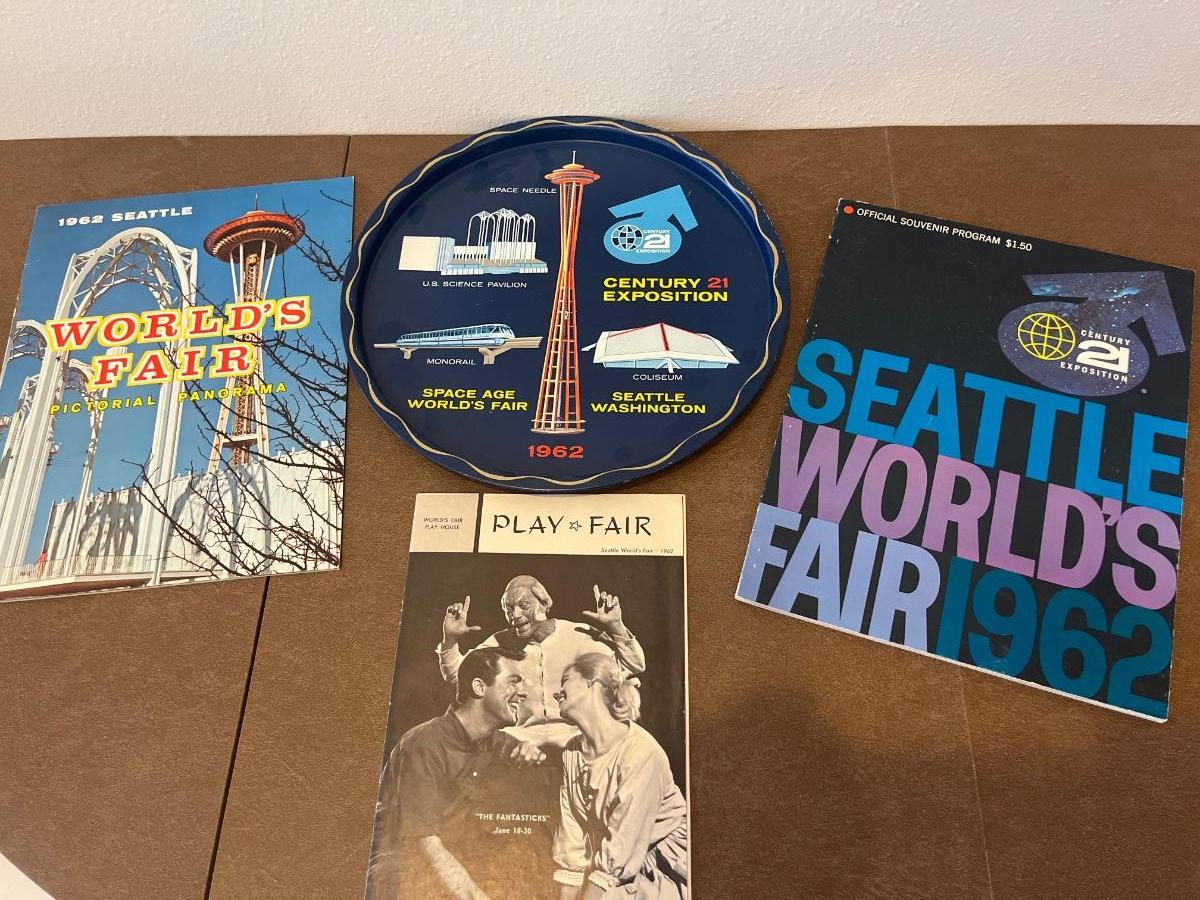 1962 SEATTLE
WORLD'S
FAIR
PICTORIAL PANORAMA
SPACE NEEDLE
U.S. SCIENCE PAVILION
CENTURY
21
EXPOSITION
CENTURY 21
EXPOSITION
MONORAIL
COLISEUM
SPACE AGE
WORLD'S FAIR
SEATTLE
WASHINGTON
1962
OFFICIAL SOUVENIR PROGRAM $1.50
CENTURY
21
EXPOSITION
SEATTLE
WORLD'S
FAIR 1962
WORLD'S FAIR
PLAY HOUSE
PLAY FAIR
Seattle World's Fair — 1962
"THE FANTASTICKS"
June 18-30